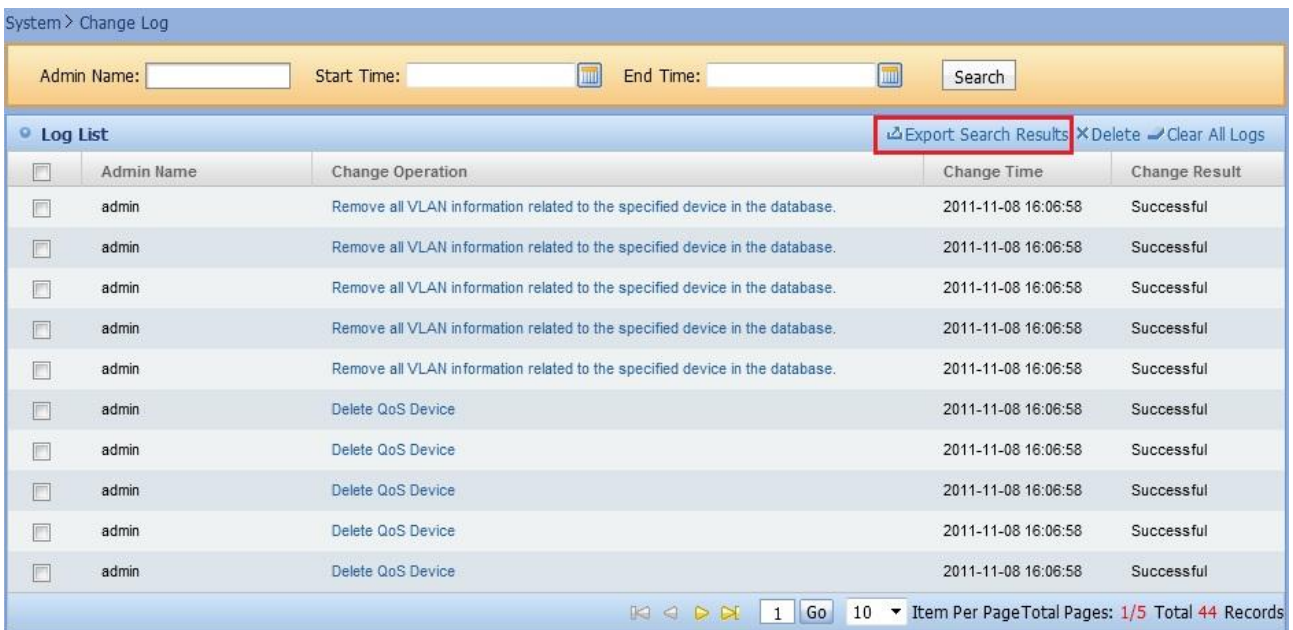 System > Change Log
Admin Name: Start Time: End Time: Search
Log List Export Search Results Delete Clear All Logs
Admin Name Change Operation Change Time Change Result
admin Remove all VLAN information related to the specified device in the database. 2011-11-08 16:06:58 Successful
admin Remove all VLAN information related to the specified device in the database. 2011-11-08 16:06:58 Successful
admin Remove all VLAN information related to the specified device in the database. 2011-11-08 16:06:58 Successful
admin Remove all VLAN information related to the specified device in the database. 2011-11-08 16:06:58 Successful
admin Remove all VLAN information related to the specified device in the database. 2011-11-08 16:06:58 Successful
admin Delete QoS Device 2011-11-08 16:06:58 Successful
admin Delete QoS Device 2011-11-08 16:06:58 Successful
admin Delete QoS Device 2011-11-08 16:06:58 Successful
admin Delete QoS Device 2011-11-08 16:06:58 Successful
admin Delete QoS Device 2011-11-08 16:06:58 Successful
1 Go 10 Item Per PageTotal Pages: 1/5 Total 44 Records